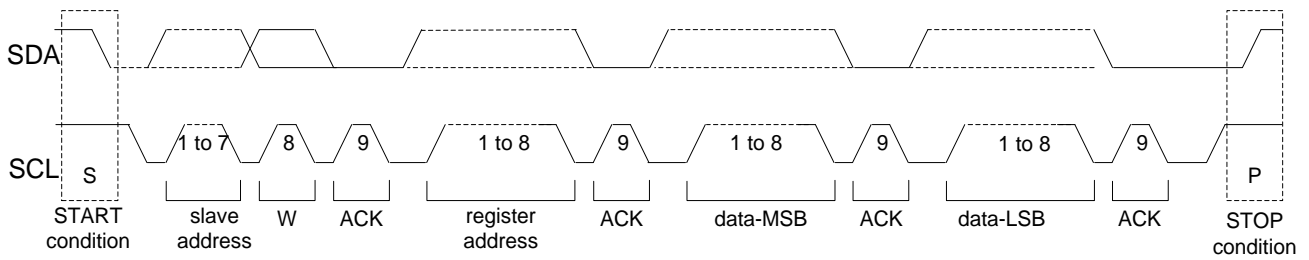 SDA
SCL
1 to 7 8 9 1 to 8 9 1 to 8 9 1 to 8 9
S P
START condition
slave address
W
ACK
register address
ACK
data-MSB
ACK
data-LSB
ACK
STOP condition